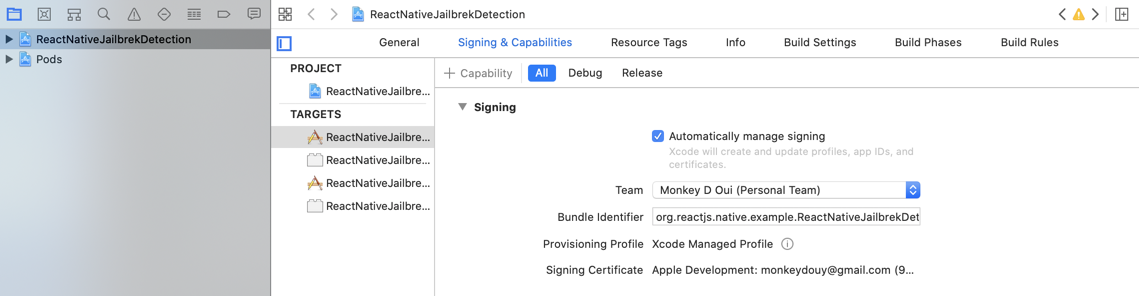 ReactNativeJailbrekDetection
ReactNativeJailbrekDetection
Pods
General
Signing & Capabilities
Resource Tags
Info
Build Settings
Build Phases
Build Rules
PROJECT
ReactNativeJailbre...
TARGETS
ReactNativeJailbre...
ReactNativeJailbre...
ReactNativeJailbre...
ReactNativeJailbre...
+ Capability
All
Debug
Release
Signing
Automatically manage signing
Xcode will create and update profiles, app IDs, and
certificates.
Team
Monkey D Oui (Personal Team)
Bundle Identifier
org.reactjs.native.example.ReactNativeJailbrekDet
Provisioning Profile
Xcode Managed Profile
Signing Certificate
Apple Development: monkeydouy@gmail.com (9...